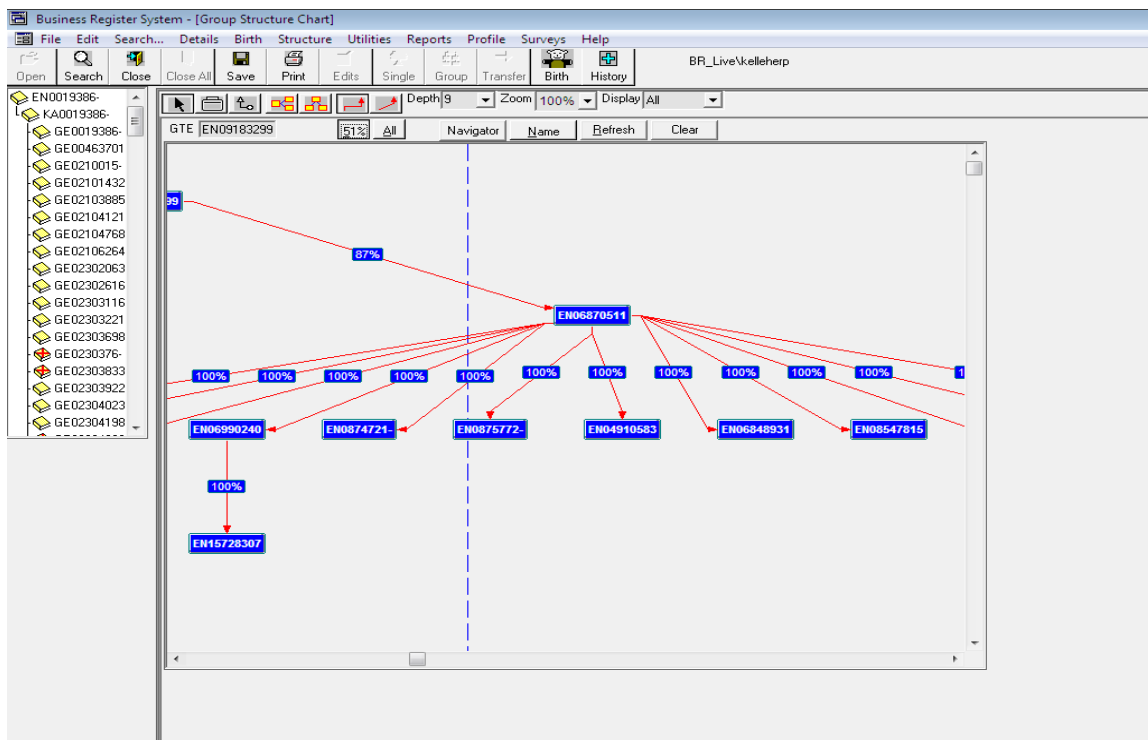 Business Register System - [Group Structure Chart]
File Edit Search... Details Birth Structure Utilities Reports Profile Surveys Help
Open Search Close Close All Save Print Edits Single Group Transfer Birth History BR_Live\kelleherp
Depth 9 Zoom 100% Display All
GTE EN09183299 51% All Navigator Name Refresh Clear
EN0019386-
KA0019386-
GE0019386-
GE00463701
GE0210015-
GE02101432
GE02103885
GE02104121
GE02104768
GE02106264
GE02302063
GE02302616
GE02303116
GE02303221
GE02303698
GE0230376-
GE02303833
GE02303922
GE02304023
GE02304198
99
87%
EN06870511
100% 100% 100% 100% 100% 100% 100% 100% 100% 100% 100% 1
EN06990240 EN0874721- EN0875772- EN04910583 EN06848931 EN08547815
100%
EN15728307